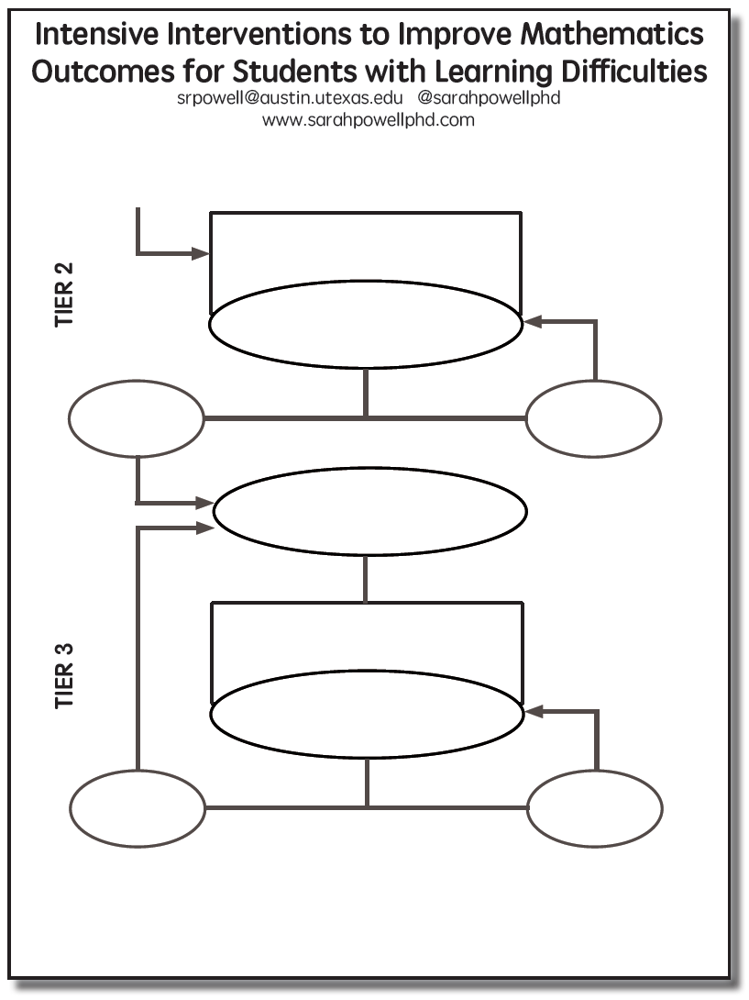 Intensive Interventions to Improve Mathematics
Outcomes for Students with Learning Difficulties
srpowell@austin.utexas.edu @sarahpowellphd
www.sarahpowellphd.com
TIER 2
TIER 3